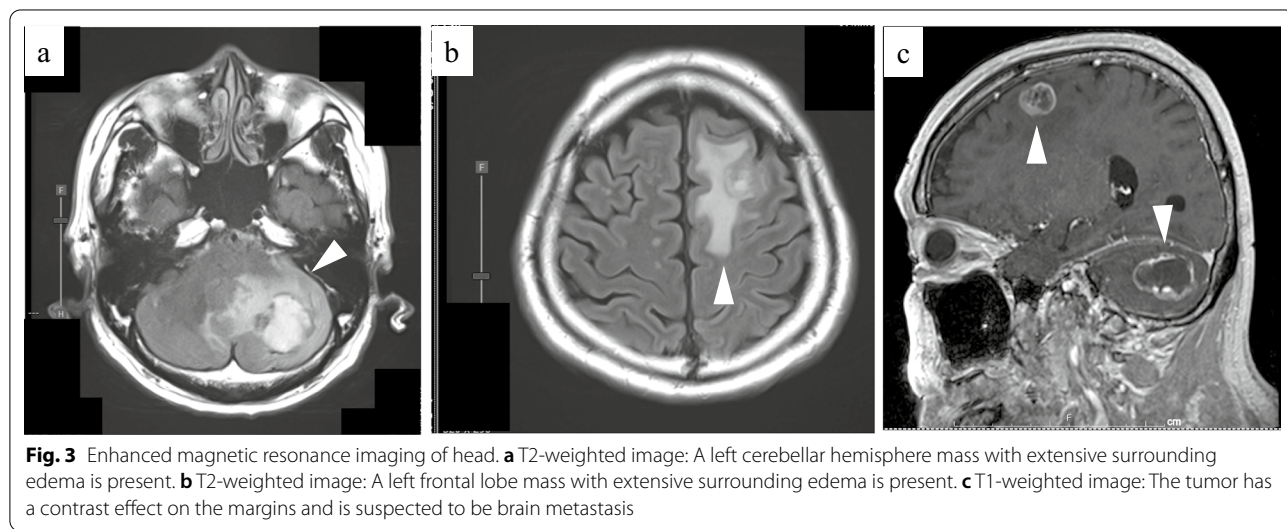 a
b
c
F
H
F
F
cm
Fig. 3 Enhanced magnetic resonance imaging of head. a T2-weighted image: A left cerebellar hemisphere mass with extensive surrounding
edema is present. b T2-weighted image: A left frontal lobe mass with extensive surrounding edema is present. c T1-weighted image: The tumor has
a contrast effect on the margins and is suspected to be brain metastasis